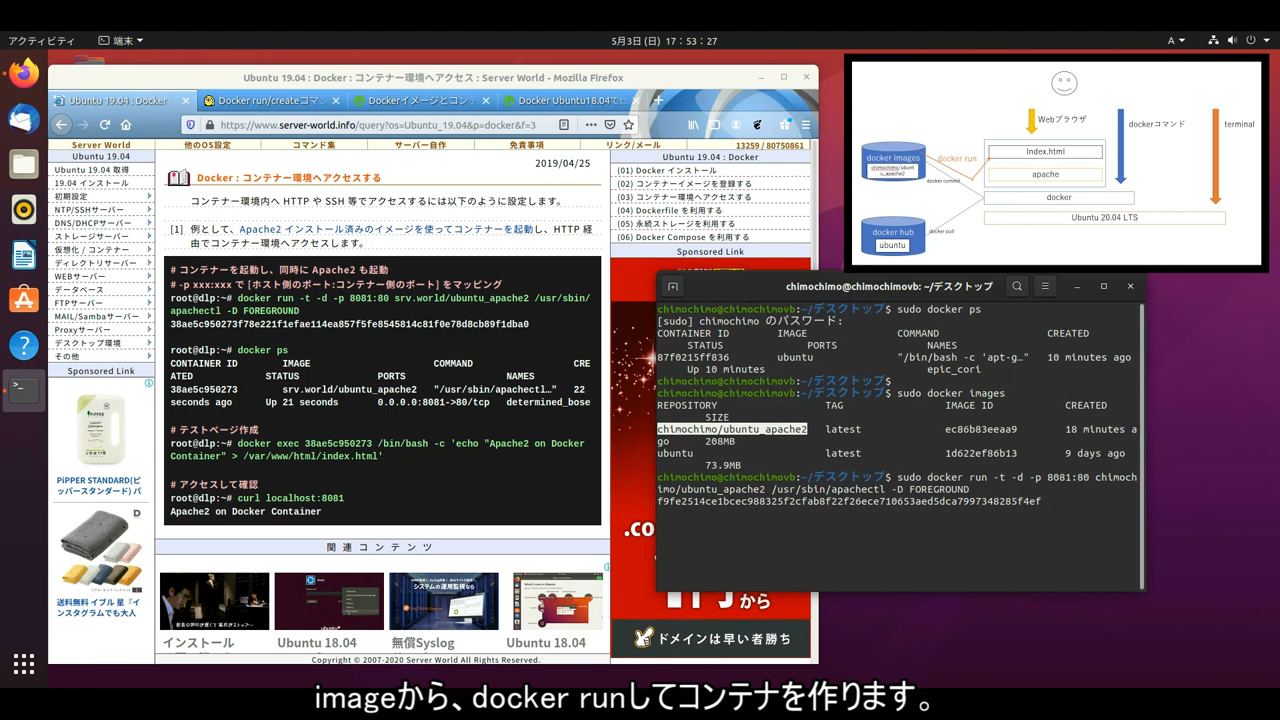 アクティビティ
端末
5月3日 (日) 17:53:27
A
Ubuntu 19.04 : Docker : コンテナー環境へアクセス : Server World - Mozilla Firefox
Ubuntu 19.04 : Docker :
Docker run/createコマ
Dockerイメージとコンテ
Docker Ubuntu18.04でD
https://www.server-world.info/query?os=Ubuntu_19.04&p=docker&f=3
Server World
他のOS設定
コマンド集
サーバー自作
免責事項
リンク/メール
13259 / 80750861
Ubuntu 19.04
Ubuntu 19.04 取得
19.04 インストール
初期設定
NTP/SSHサーバー
DNS/DHCPサーバー
ストレージサーバー
仮想化 / コンテナー
ディレクトリサーバー
WEBサーバー
データベース
FTPサーバー
MAIL/Sambaサーバー
Proxyサーバー
デスクトップ環境
その他
Sponsored Link
PiPPER
PiPPER STANDARD(ピ
ッパースタンダード) パ
D
送料無料 イブル 星『イ
ンスタグラムでも大人
2019/04/25
Docker : コンテナー環境へアクセスする
コンテナー環境内へ HTTP や SSH 等でアクセスするには以下のように設定します。
[1] 例として、Apache2 インストール済みのイメージを使ってコンテナーを起動し、HTTP 経
由でコンテナー環境へアクセスします。
# コンテナーを起動し、同時に Apache2 も起動
# -p xxx:xxx で [ホスト側のポート:コンテナー側のポート] をマッピング
root@dlp:~# docker run -t -d -p 8081:80 srv.world/ubuntu_apache2 /usr/sbin/
apachectl -D FOREGROUND
38ae5c950273f78e221f1efae114ea857f5fe8545814c81f0e78d8cb89f1dba0
root@dlp:~# docker ps
CONTAINER ID IMAGE COMMAND CRE
ATED STATUS PORTS NAMES
38ae5c950273 srv.world/ubuntu_apache2 "/usr/sbin/apachectl…" 22
seconds ago Up 21 seconds 0.0.0.0:8081->80/tcp determined_bose
# テストページ作成
root@dlp:~# docker exec 38ae5c950273 /bin/bash -c 'echo "Apache2 on Docker
Container" > /var/www/html/index.html'
# アクセスして確認
root@dlp:~# curl localhost:8081
Apache2 on Docker Container
関 連 コ ン テ ン ツ
システムの運用監視なら
インストール
Ubuntu 18.04
無償Syslog
Ubuntu 18.04
Copyright © 2007-2020 Server World All Rights Reserved.
Ubuntu 19.04 : Docker
(01) Docker インストール
(02) コンテナーイメージを登録する
(03) コンテナー環境へアクセスする
(04) Dockerfile を利用する
(05) 永続ストレージを利用する
(06) Docker Compose を利用する
Sponsored Link
.co
から
ドメインは早い者勝ち
Webブラウザ
dockerコマンド
terminal
docker images
chimochimo/ubunt
u_apache2
docker run
docker commit
Index.html
apache
docker
Ubuntu 20.04 LTS
docker hub
ubuntu
docker pull
chimochimo@chimochimovb: ~/デスクトップ
chimochimo@chimochimovb:~/デスクトップ$ sudo docker ps
[sudo] chimochimo のパスワード:
CONTAINER ID IMAGE COMMAND CREATED
STATUS PORTS NAMES
87f0215ff836 ubuntu "/bin/bash -c 'apt-g…" 10 minutes ago
Up 10 minutes epic_cori
chimochimo@chimochimovb:~/デスクトップ$
chimochimo@chimochimovb:~/デスクトップ$ sudo docker images
REPOSITORY TAG IMAGE ID CREATED
SIZE
chimochimo/ubuntu_apache2 latest ec86b83eeaa9 18 minutes a
go 208MB
ubuntu latest 1d622ef86b13 9 days ago
73.9MB
chimochimo@chimochimovb:~/デスクトップ$ sudo docker run -t -d -p 8081:80 chimoch
imo/ubuntu_apache2 /usr/sbin/apachectl -D FOREGROUND
f9fe2514ce1bcec988325f2cfab8f22f26ece710653aed5dca7997348285f4ef
imageから、docker runしてコンテナを作ります。